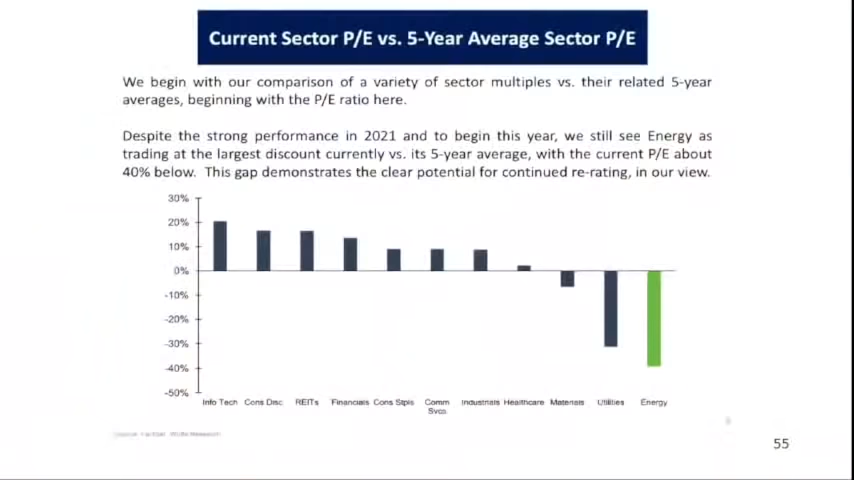 Current Sector P/E vs. 5-Year Average Sector P/E
We begin with our comparison of a variety of sector multiples vs. their related 5-year
averages, beginning with the P/E ratio here.
Despite the strong performance in 2021 and to begin this year, we still see Energy as
trading at the largest discount currently vs. its 5-year average, with the current P/E about
40% below. This gap demonstrates the clear potential for continued re-rating, in our view.
30%
20%
10%
0%
-10%
-20%
-30%
-40%
-50%
Info Tech Cons Disc REITs Financials Cons Stpls Comm Industrials Healthcare Materials Utilities Energy
Svcs.
55